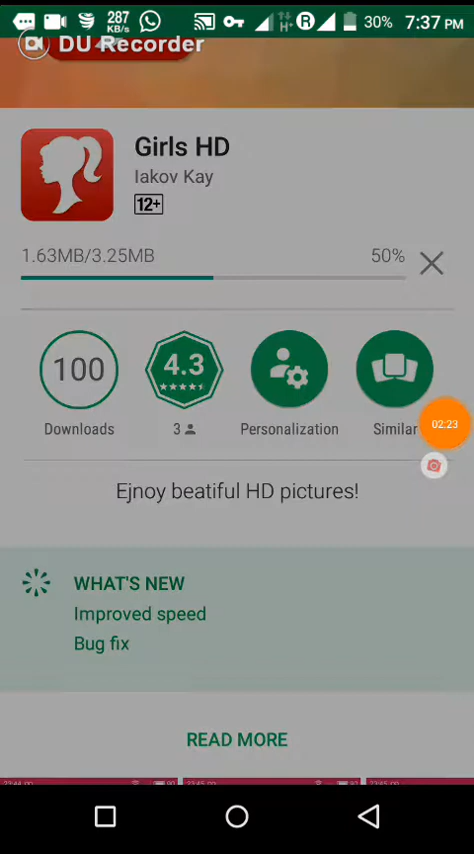 287
KB/s
H+
R
30%
7:37 PM
DU Recorder
Girls HD
Iakov Kay
12+
1.63MB/3.25MB
50%
100
4.3
Downloads
3
Personalization
Similar
02:23
Ejnoy beatiful HD pictures!
WHAT'S NEW
Improved speed
Bug fix
READ MORE